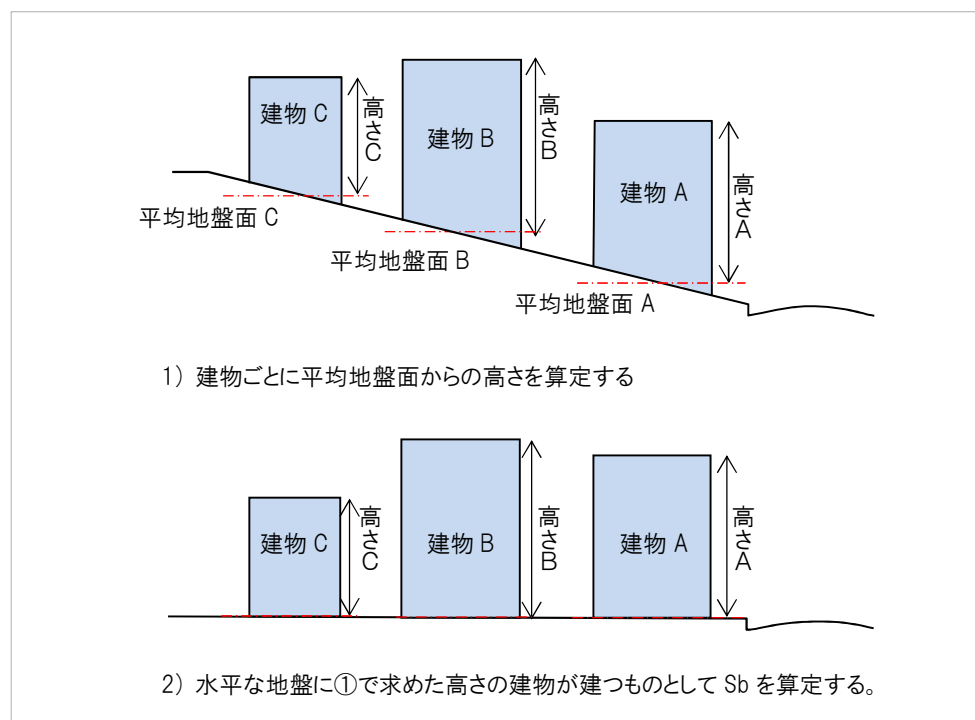 建物 C
高さC
建物 B
高さB
建物 A
高さA
平均地盤面 C
平均地盤面 B
平均地盤面 A
1) 建物ごとに平均地盤面からの高さを算定する
建物 C
高さC
建物 B
高さB
建物 A
高さA
2) 水平な地盤に①で求めた高さの建物が建つものとして Sb を算定する。